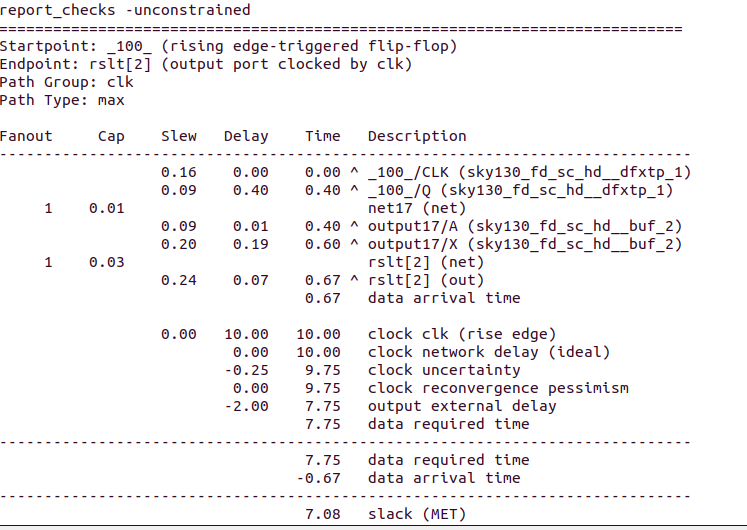 report_checks -unconstrained
===========================================================================
Startpoint: _100_ (rising edge-triggered flip-flop)
Endpoint: rslt[2] (output port clocked by clk)
Path Group: clk
Path Type: max

Fanout     Cap    Slew   Delay    Time   Description
-----------------------------------------------------------------------------
                  0.16    0.00    0.00 ^ _100_/CLK (sky130_fd_sc_hd__dfxtp_1)
                  0.09    0.40    0.40 ^ _100_/Q (sky130_fd_sc_hd__dfxtp_1)
     1    0.01                           net17 (net)
                  0.09    0.01    0.40 ^ output17/A (sky130_fd_sc_hd__buf_2)
                  0.20    0.19    0.60 ^ output17/X (sky130_fd_sc_hd__buf_2)
     1    0.03                           rslt[2] (net)
                  0.24    0.07    0.67 ^ rslt[2] (out)
                                  0.67   data arrival time

                  0.00   10.00   10.00   clock clk (rise edge)
                          0.00   10.00   clock network delay (ideal)
                         -0.25    9.75   clock uncertainty
                          0.00    9.75   clock reconvergence pessimism
                         -2.00    7.75   output external delay
                                  7.75   data required time
-----------------------------------------------------------------------------
                                  7.75   data required time
                                 -0.67   data arrival time
-----------------------------------------------------------------------------
                                  7.08   slack (MET)